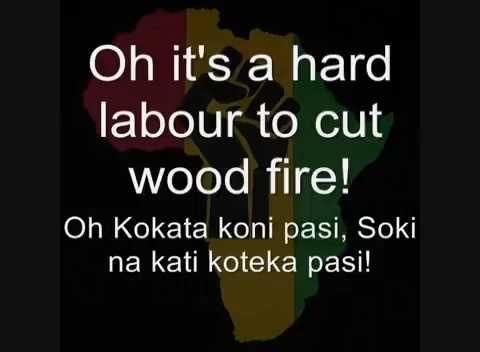 Oh it's a hard
labour to cut
wood fire!
Oh Kokata koni pasi, Soki
na kati koteka pasi!